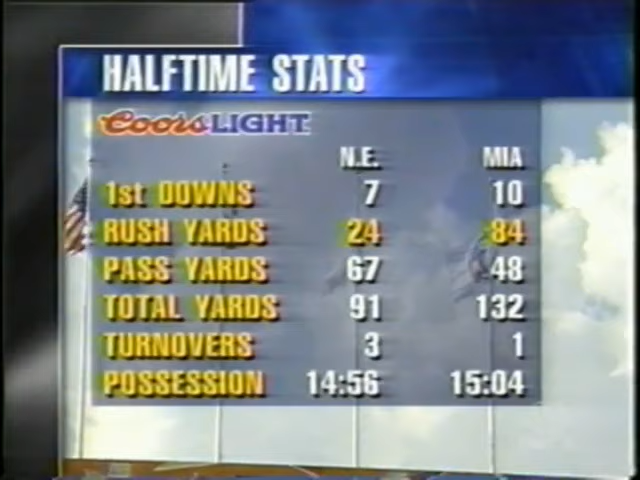 HALFTIME STATS
Coors LIGHT
N.E. MIA
1st DOWNS 7 10
RUSH YARDS 24 84
PASS YARDS 67 48
TOTAL YARDS 91 132
TURNOVERS 3 1
POSSESSION 14:56 15:04